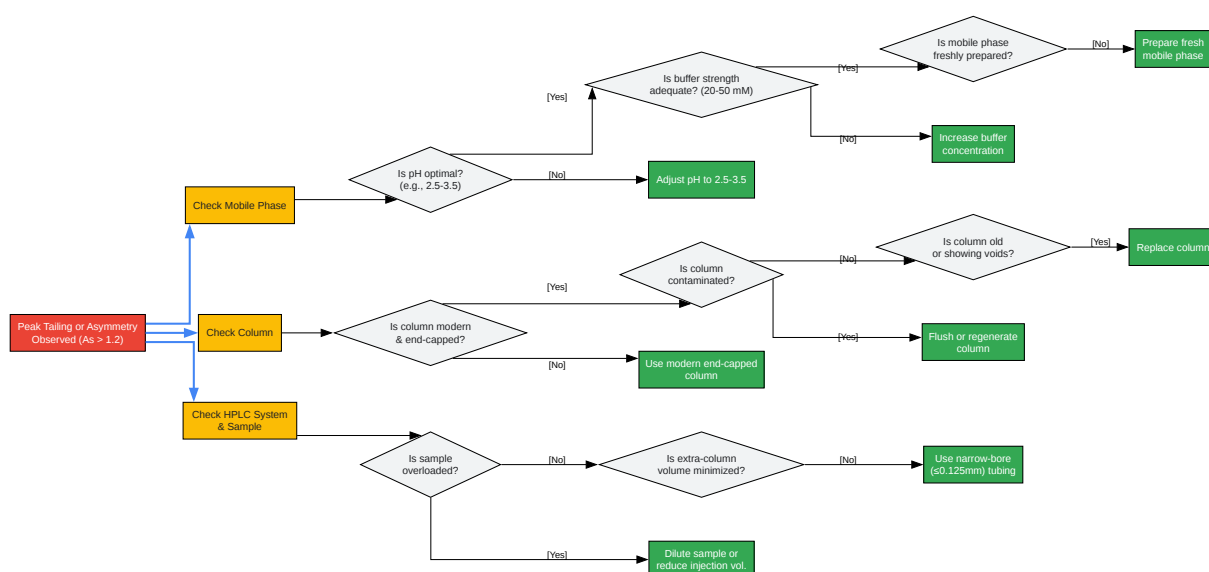 Is mobile phase
freshly prepared?
[No]
Prepare fresh
mobile phase
[Yes]
Is buffer strength
adequate? (20-50 mM)
[Yes]
[No]
Increase buffer
concentration
Is pH optimal?
(e.g., 2.5-3.5)
[No]
Adjust pH to 2.5-3.5
Check Mobile Phase
Is column old
or showing voids?
[Yes]
Replace column
[No]
Is column
contaminated?
[Yes]
[Yes]
Flush or regenerate
column
Peak Tailing or Asymmetry
Observed (As > 1.2)
Check Column
Is column modern
& end-capped?
[No]
Use modern end-capped
column
Check HPLC System
& Sample
Is sample
overloaded?
[No]
Is extra-column
volume minimized?
[No]
Use narrow-bore
(≤0.125mm) tubing
[Yes]
Dilute sample or
reduce injection vol.